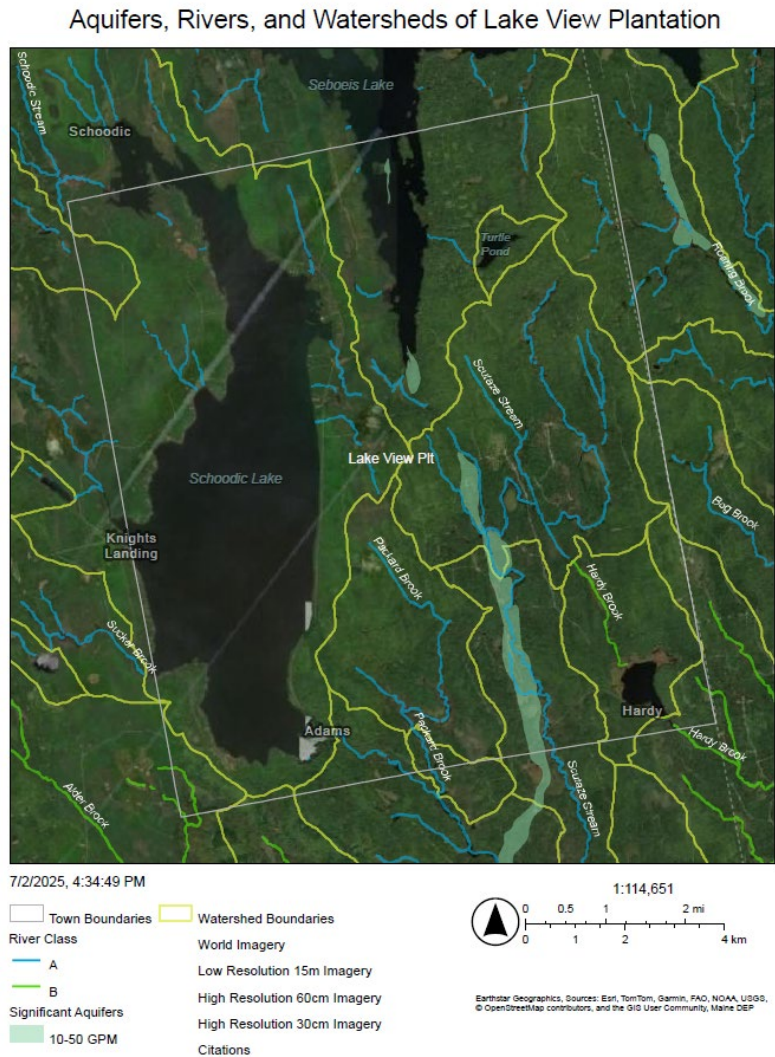 Aquifers, Rivers, and Watersheds of Lake View Plantation
Seboeis Lake
Schoodic Stream
Schoodic
Turtle
Pond
Roaring Brook
Scutaze Stream
Lake View Plt
Schoodic Lake
Bog Brook
Knights
Landing
Packard Brook
Hardy Brook
Sucker Brook
Hardy
Adams
Packard Brook
Hardy Brook
Alder Brook
Scutaze Stream
7/2/2025, 4:34:49 PM
Town Boundaries
River Class
A
B
Significant Aquifers
10-50 GPM
Watershed Boundaries
World Imagery
Low Resolution 15m Imagery
High Resolution 60cm Imagery
High Resolution 30cm Imagery
Citations
1:114,651
0 0.5 1 2 mi
0 1 2 4 km
Earthstar Geographics, Sources: Esri, TomTom, Garmin, FAO, NOAA, USGS,
© OpenStreetMap contributors, and the GIS User Community, Maine DEP